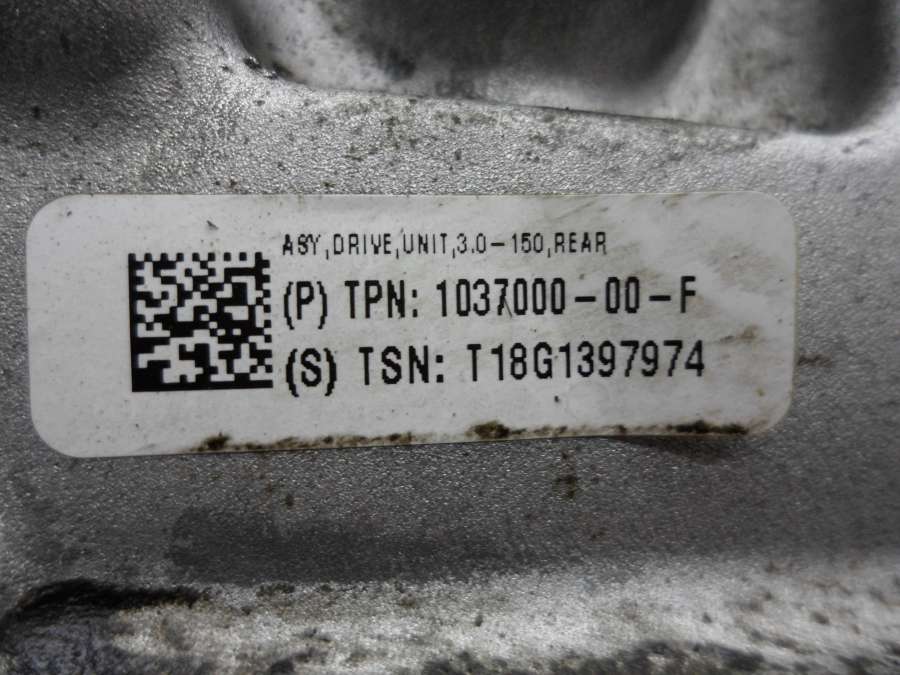 ASY,DRIVE,UNIT,3.0-150,REAR
(P) TPN: 1037000-00-F
(S) TSN: T18G1397974